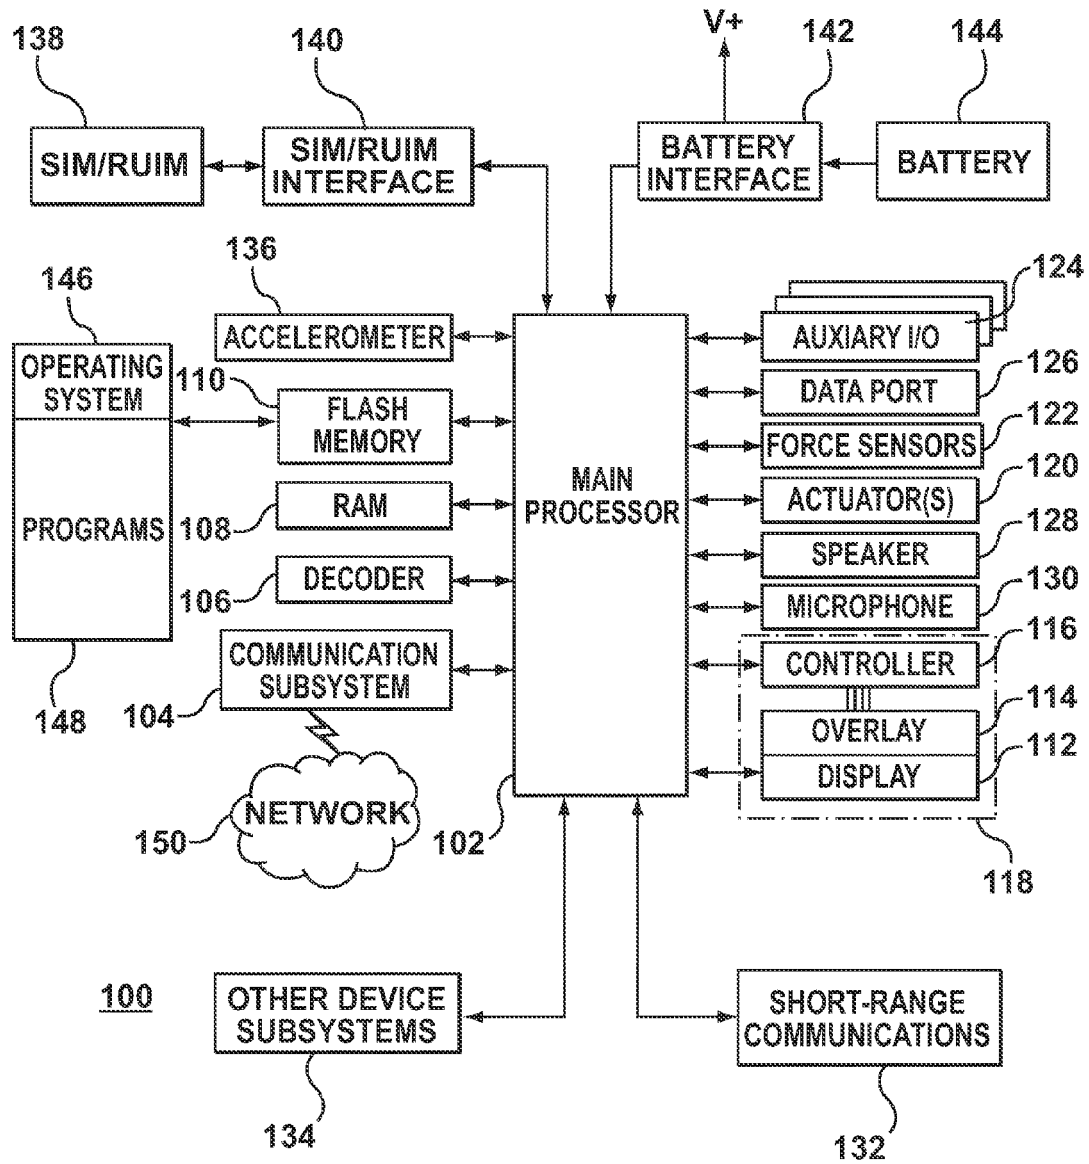 138
140
V+
142
144
SIM/RUIM
SIM/RUIM
INTERFACE
BATTERY
INTERFACE
BATTERY
136
146
ACCELEROMETER
124
AUXIARY I/O
OPERATING
SYSTEM
110
FLASH
MEMORY
DATA PORT
126
FORCE SENSORS
122
MAIN
PROCESSOR
ACTUATOR(S)
120
PROGRAMS
108
RAM
SPEAKER
128
106
DECODER
MICROPHONE
130
COMMUNICATION
SUBSYSTEM
CONTROLLER
116
148
104
OVERLAY
114
DISPLAY
112
NETWORK
150
102
118
100
OTHER DEVICE
SUBSYSTEMS
SHORT-RANGE
COMMUNICATIONS
134
132